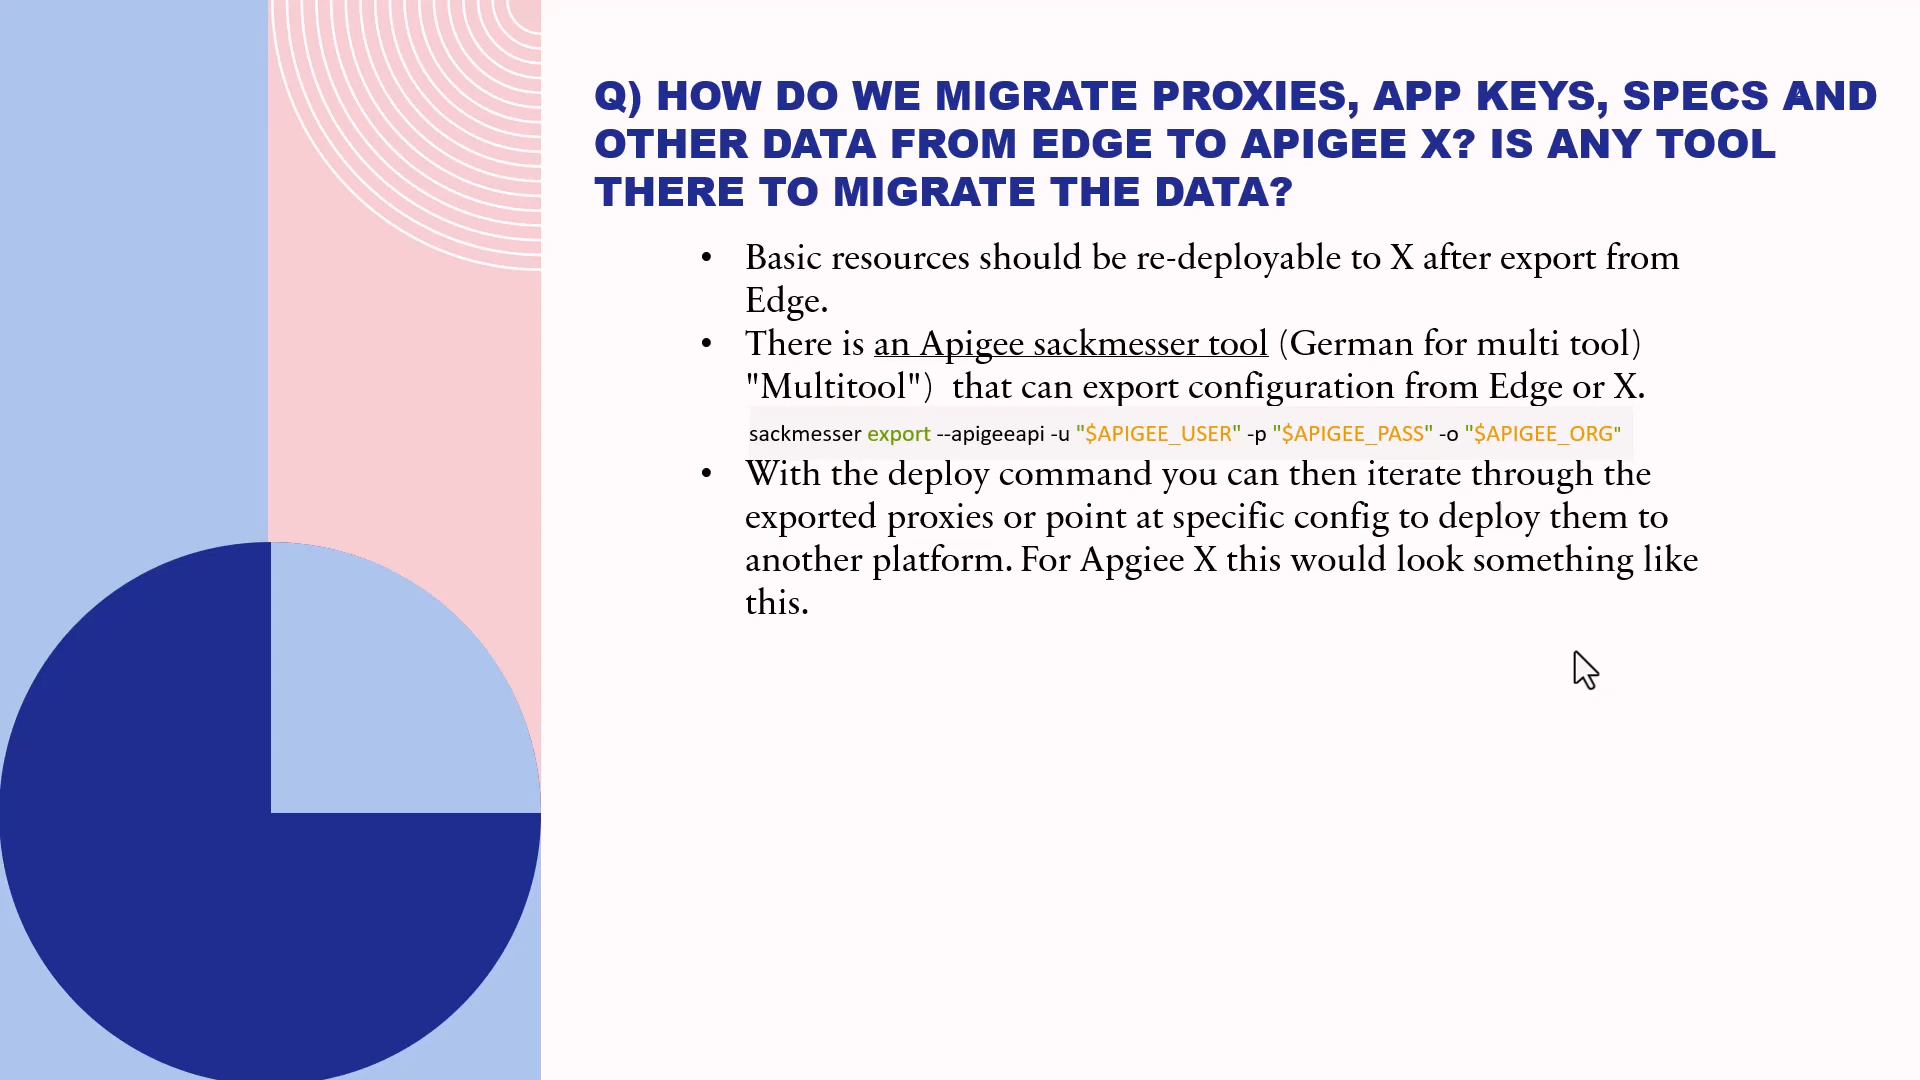 Q) HOW DO WE MIGRATE PROXIES, APP KEYS, SPECS AND
OTHER DATA FROM EDGE TO APIGEE X? IS ANY TOOL
THERE TO MIGRATE THE DATA?
• Basic resources should be re-deployable to X after export from
Edge.
• There is an Apigee sackmesser tool (German for multi tool)
"Multitool")  that can export configuration from Edge or X.
sackmesser export --apigeeapi -u "$APIGEE_USER" -p "$APIGEE_PASS" -o "$APIGEE_ORG"
• With the deploy command you can then iterate through the
exported proxies or point at specific config to deploy them to
another platform. For Apgiee X this would look something like
this.